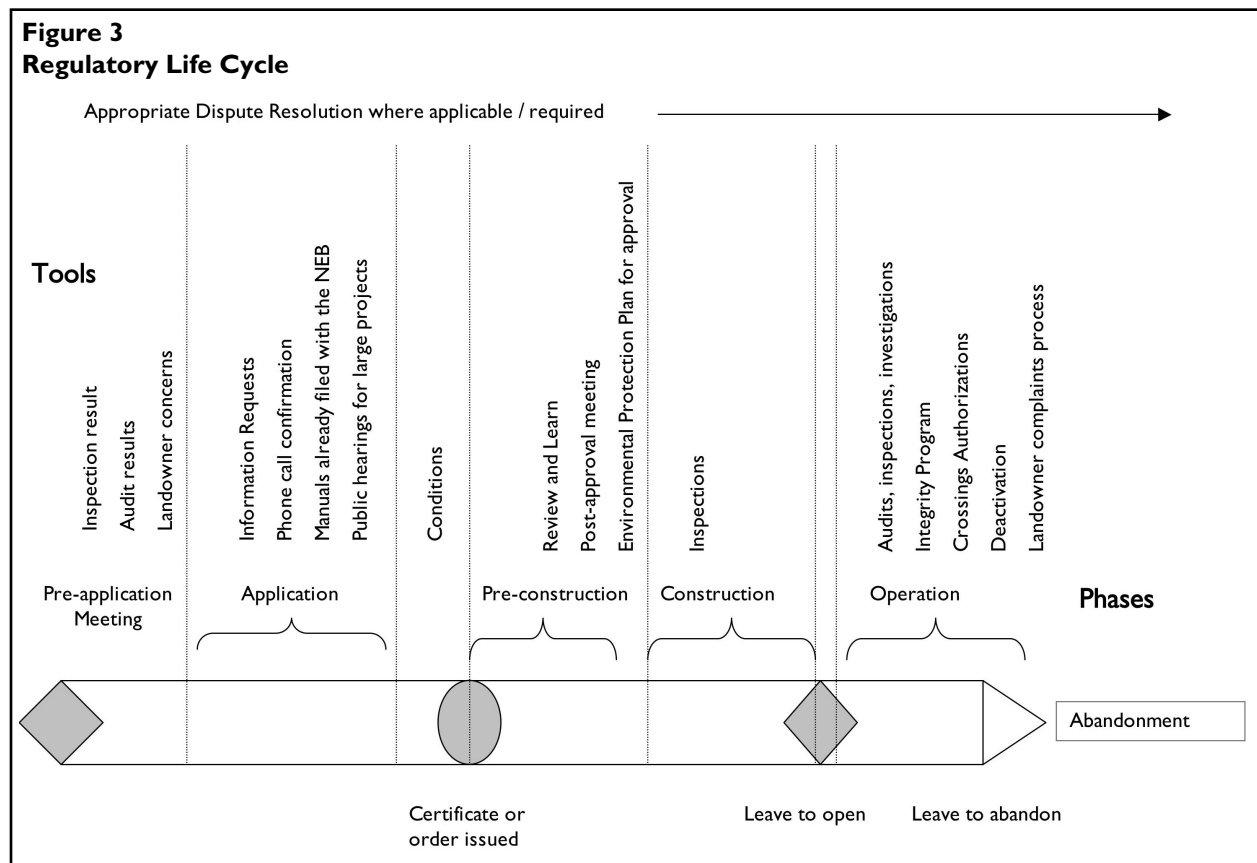 Figure 3
Regulatory Life Cycle
Appropriate Dispute Resolution where applicable / required
Tools
Inspection result
Audit results
Landowner concerns
Information Requests
Phone call confirmation
Manuals already filed with the NEB
Public hearings for large projects
Conditions
Review and Learn
Post-approval meeting
Environmental Protection Plan for approval
Inspections
Audits, inspections, investigations
Integrity Program
Crossings Authorizations
Deactivation
Landowner complaints process
Pre-application
Meeting
Application
Pre-construction
Construction
Operation
Phases
Abandonment
Certificate or
order issued
Leave to open
Leave to abandon